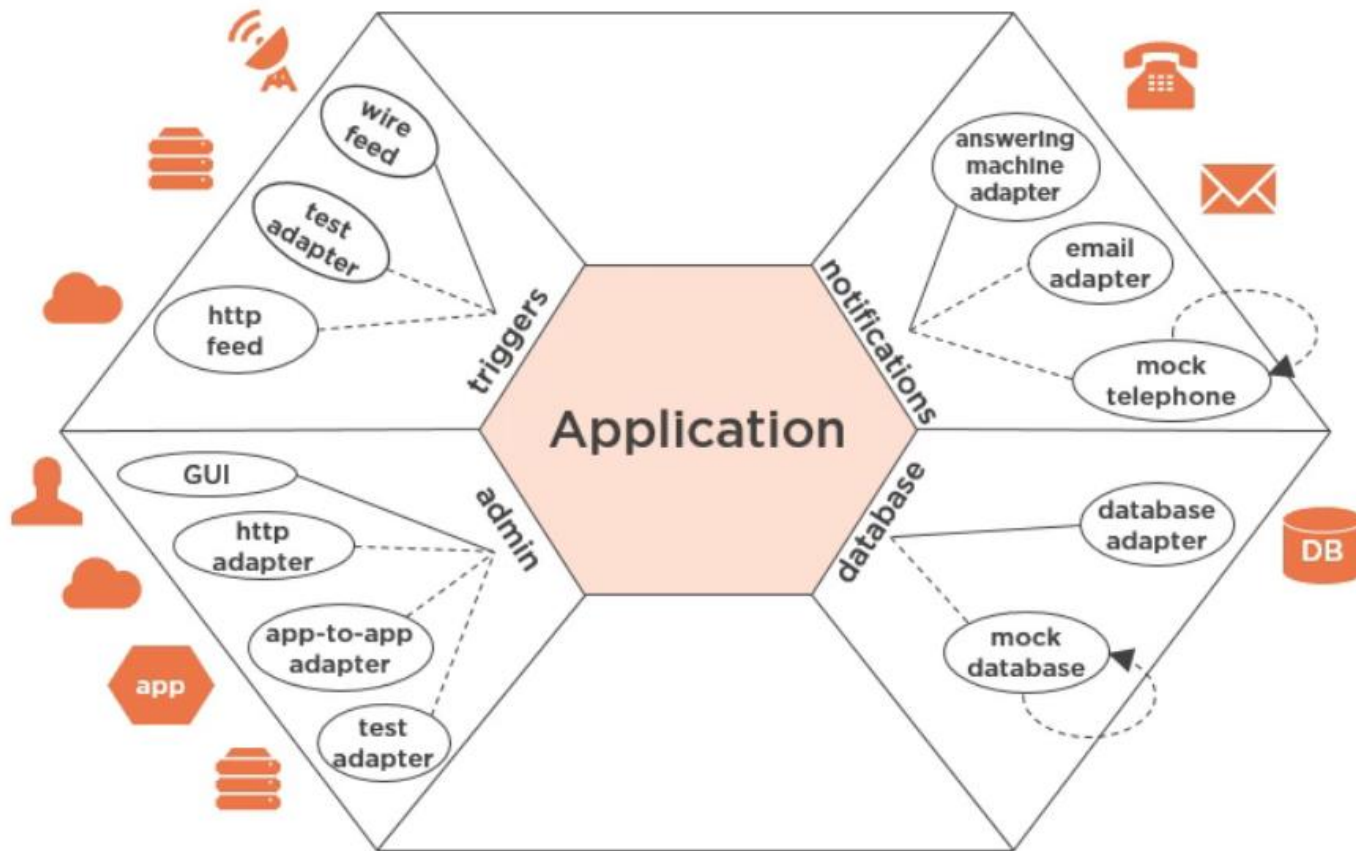 wire
feed
test
adapter
http
feed
triggers
answering
machine
adapter
email
adapter
mock
telephone
notifications
Application
GUI
http
adapter
app-to-app
adapter
test
adapter
admin
app
database
database
adapter
mock
database
DB